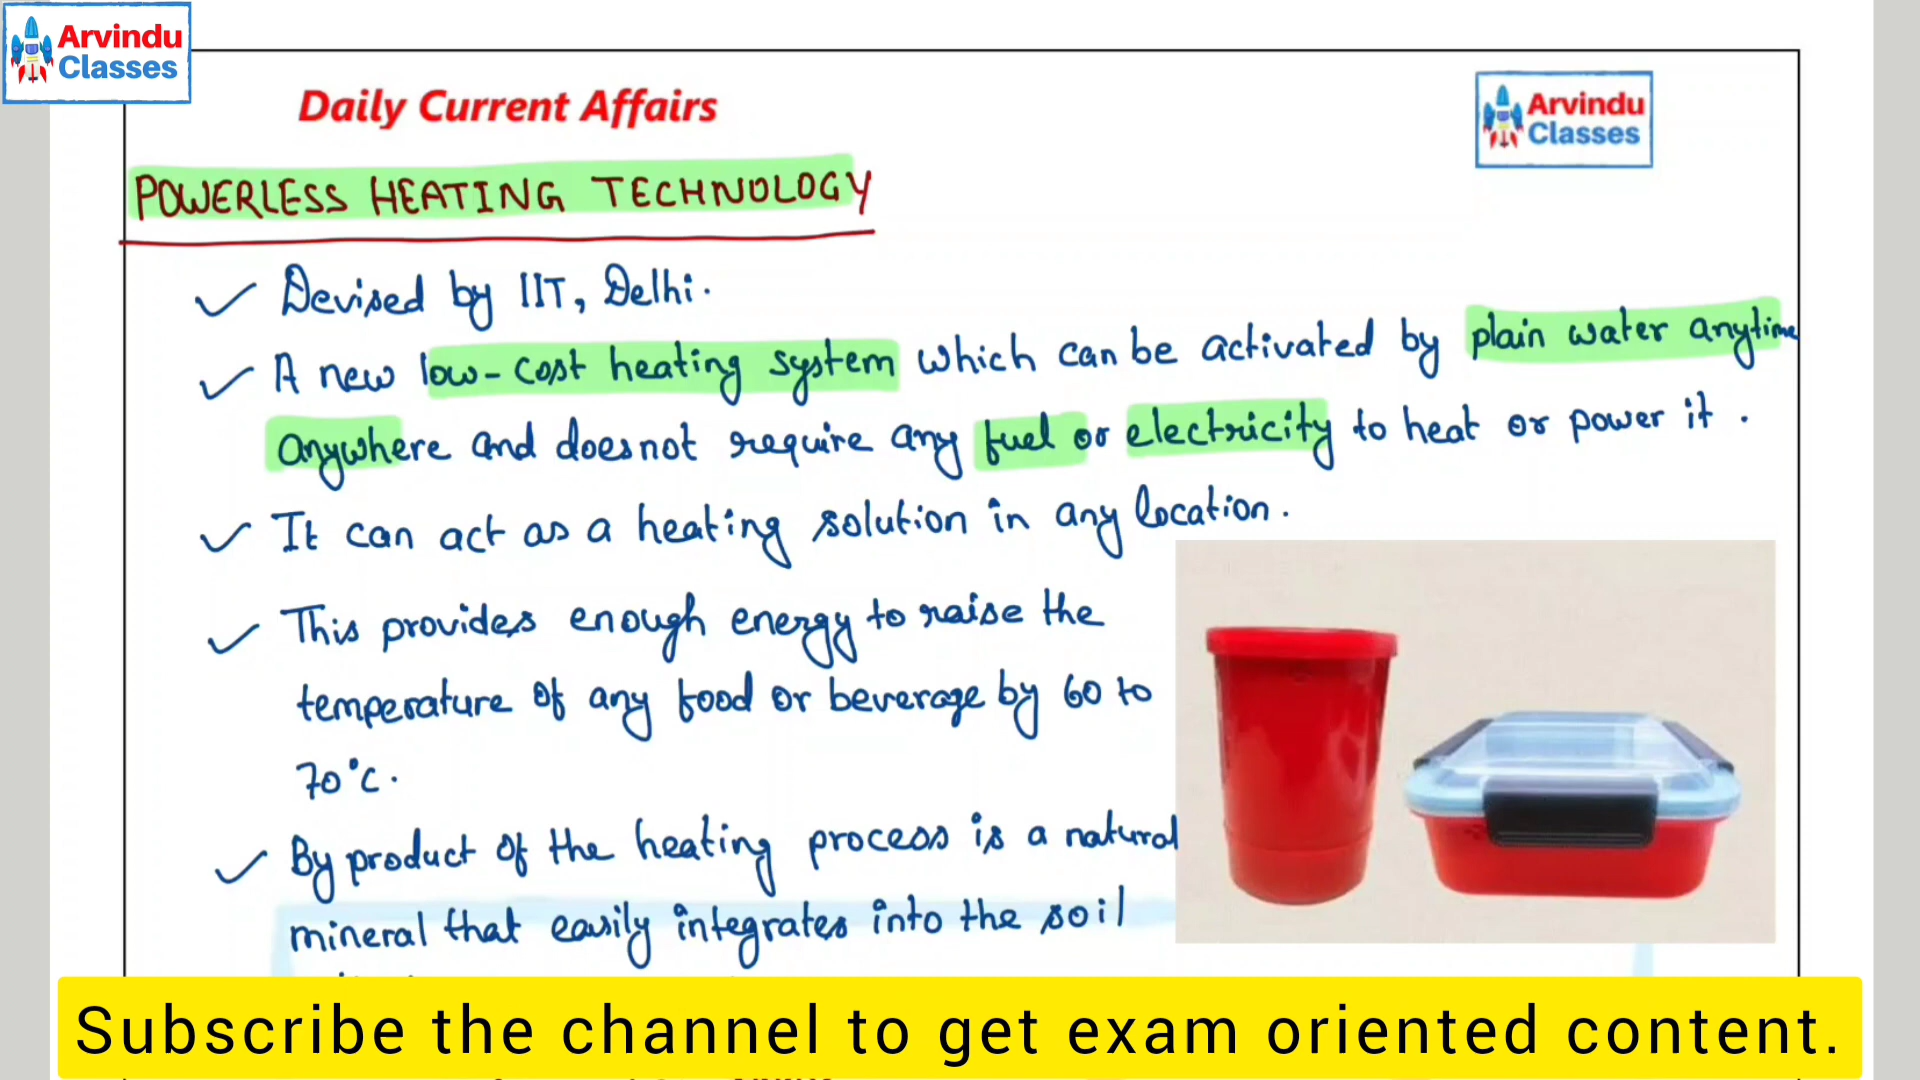 Arvindu
Classes
Daily Current Affairs
Arvindu
Classes
POWERLESS HEATING TECHNOLOGY
Devised by IIT, Delhi.
A new low-cost heating system which can be activated by plain water anytime
anywhere and doesnot require any fuel or electricity to heat or power it.
It can act as a heating solution in any location.
This provides enough energy to raise the
temperature of any food or beverage by 60 to
70°C.
By product of the heating process is a natural
mineral that easily integrates into the soil
Subscribe the channel to get exam oriented content.